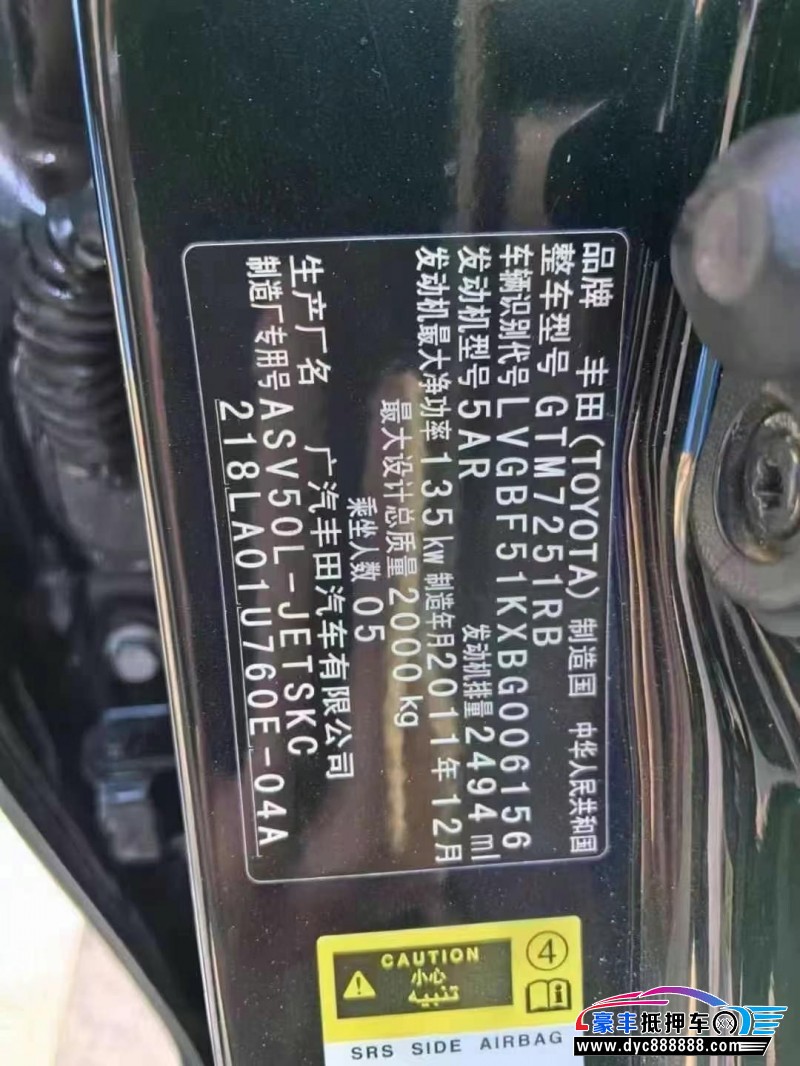 品牌 丰田(TOYOTA) 制造国 中华人民共和国
整车型号 GTM7251RB
车辆识别代号 LVGBF51KXBG006156
发动机型号 5AR 发动机排量 2494 ml
发动机最大净功率 135kw 制造年月 2011年12月
最大设计总质量 2000 kg
乘坐人数 05
生产厂名 广汽丰田汽车有限公司
制造厂专用号 ASV50L-JETSKC
218LA01U760E-04A
CAUTION
小心
تنبيه
4
i
SRS SIDE AIRBAG
豪丰抵押车网
www.dyc888888.com